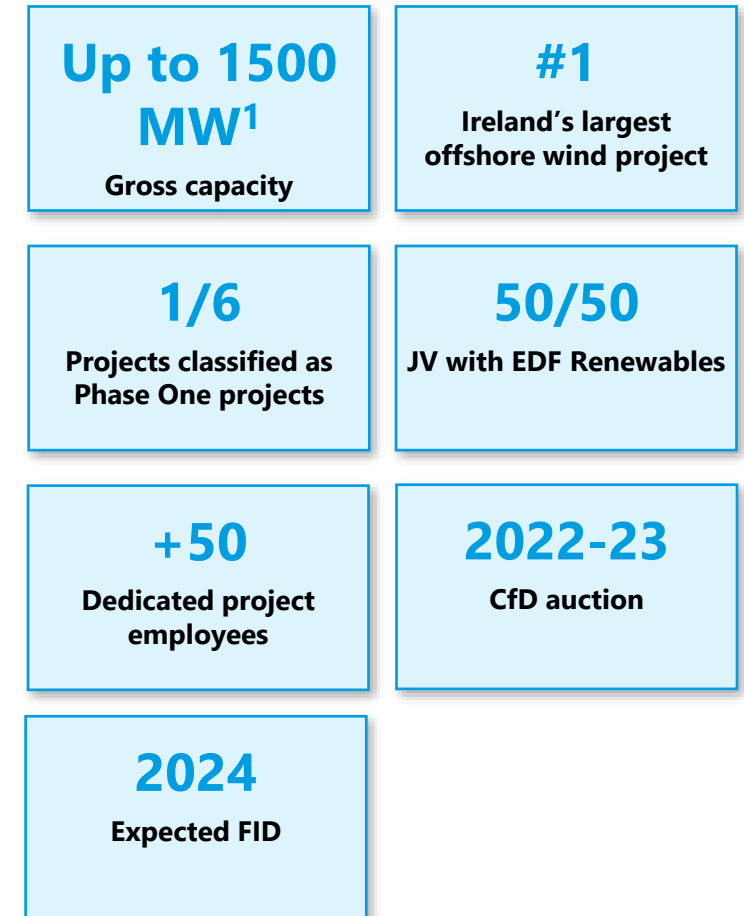 Up to 1500
MW¹
Gross capacity
#1
Ireland's largest
offshore wind project
1/6
Projects classified as
Phase One projects
50/50
JV with EDF Renewables
+50
Dedicated project
employees
2022-23
CfD auction
2024
Expected FID